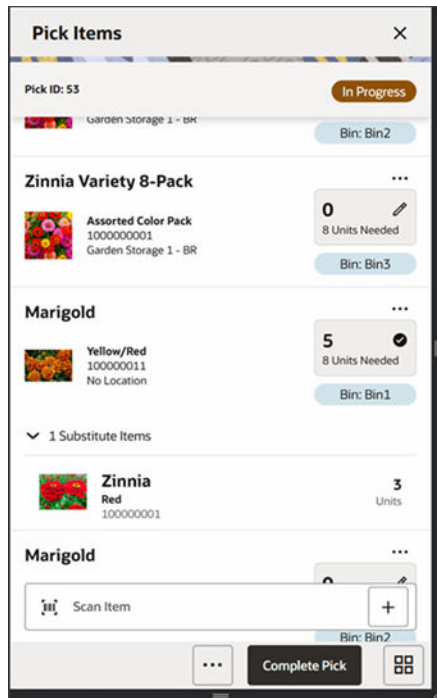 Pick Items
Pick ID: 53
In Progress
Garden Storage 1 - BR
Bin: Bin2
Zinnia Variety 8-Pack
Assorted Color Pack
1000000001
Garden Storage 1 - BR
0
8 Units Needed
Bin: Bin3
Marigold
Yellow/Red
100000011
No Location
5
8 Units Needed
Bin: Bin1
1 Substitute Items
Zinnia
Red
100000001
3
Units
Marigold
0
Scan Item
Bin: Bin2
Complete Pick